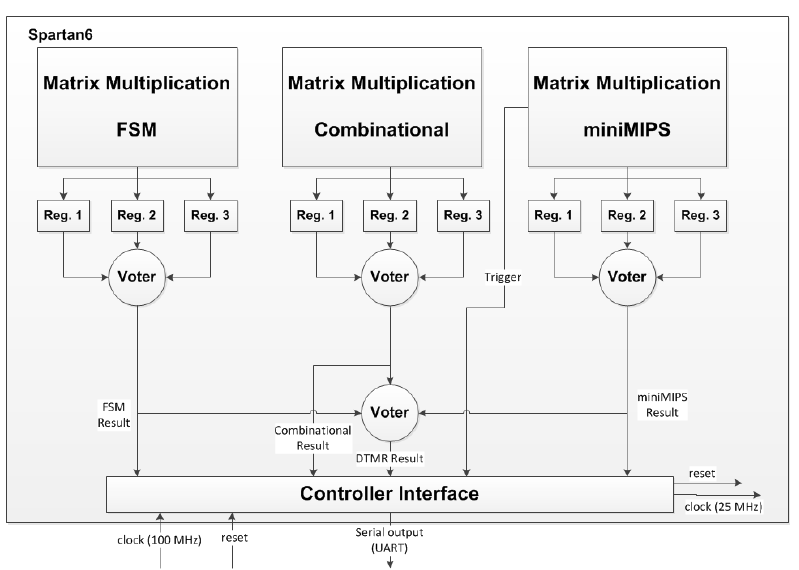 Spartan6
Matrix Multiplication
FSM
Matrix Multiplication
Combinational
Matrix Multiplication
miniMIPS
Reg. 1
Reg. 2
Reg. 3
Reg. 1
Reg. 2
Reg. 3
Reg. 1
Reg. 2
Reg. 3
Voter
Voter
Trigger
Voter
FSM
Result
Combinational
Result
Voter
DTMR Result
miniMIPS
Result
Controller Interface
reset
clock (25 MHz)
clock (100 MHz)
reset
Serial output
(UART)